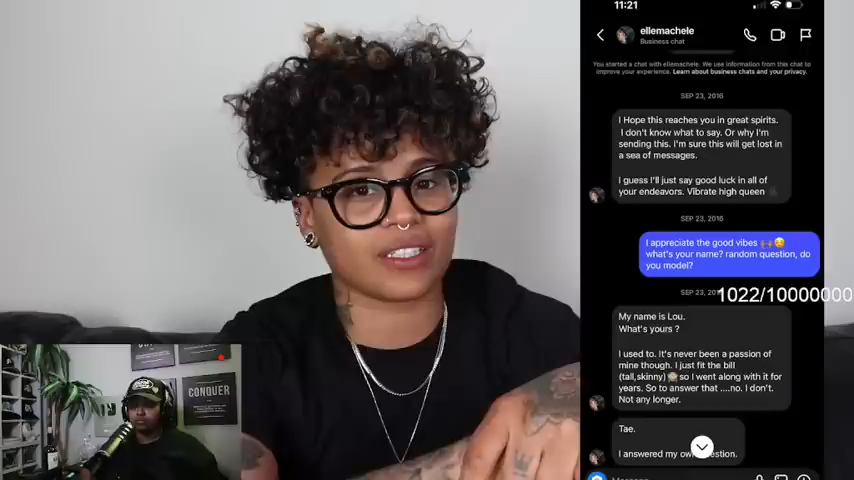 11:21
ellemachele
Business chat
You started a chat with ellemachele. We use information from this chat to
improve your experience. Learn about business chats and your privacy.
SEP 23, 2016
I Hope this reaches you in great spirits.
I don't know what to say. Or why I'm
sending this. I'm sure this will get lost in
a sea of messages.
I guess I'll just say good luck in all of
your endeavors. Vibrate high queen
SEP 23, 2016
I appreciate the good vibes 🙌😌
what's your name? random question, do
you model?
SEP 23, 201
1022/10000000
My name is Lou.
What's yours ?
I used to. It's never been a passion of
mine though. I just fit the bill
(tall,skinny) so I went along with it for
years. So to answer that ....no. I don't.
Not any longer.
Tae.
I answered my own
CONQUER